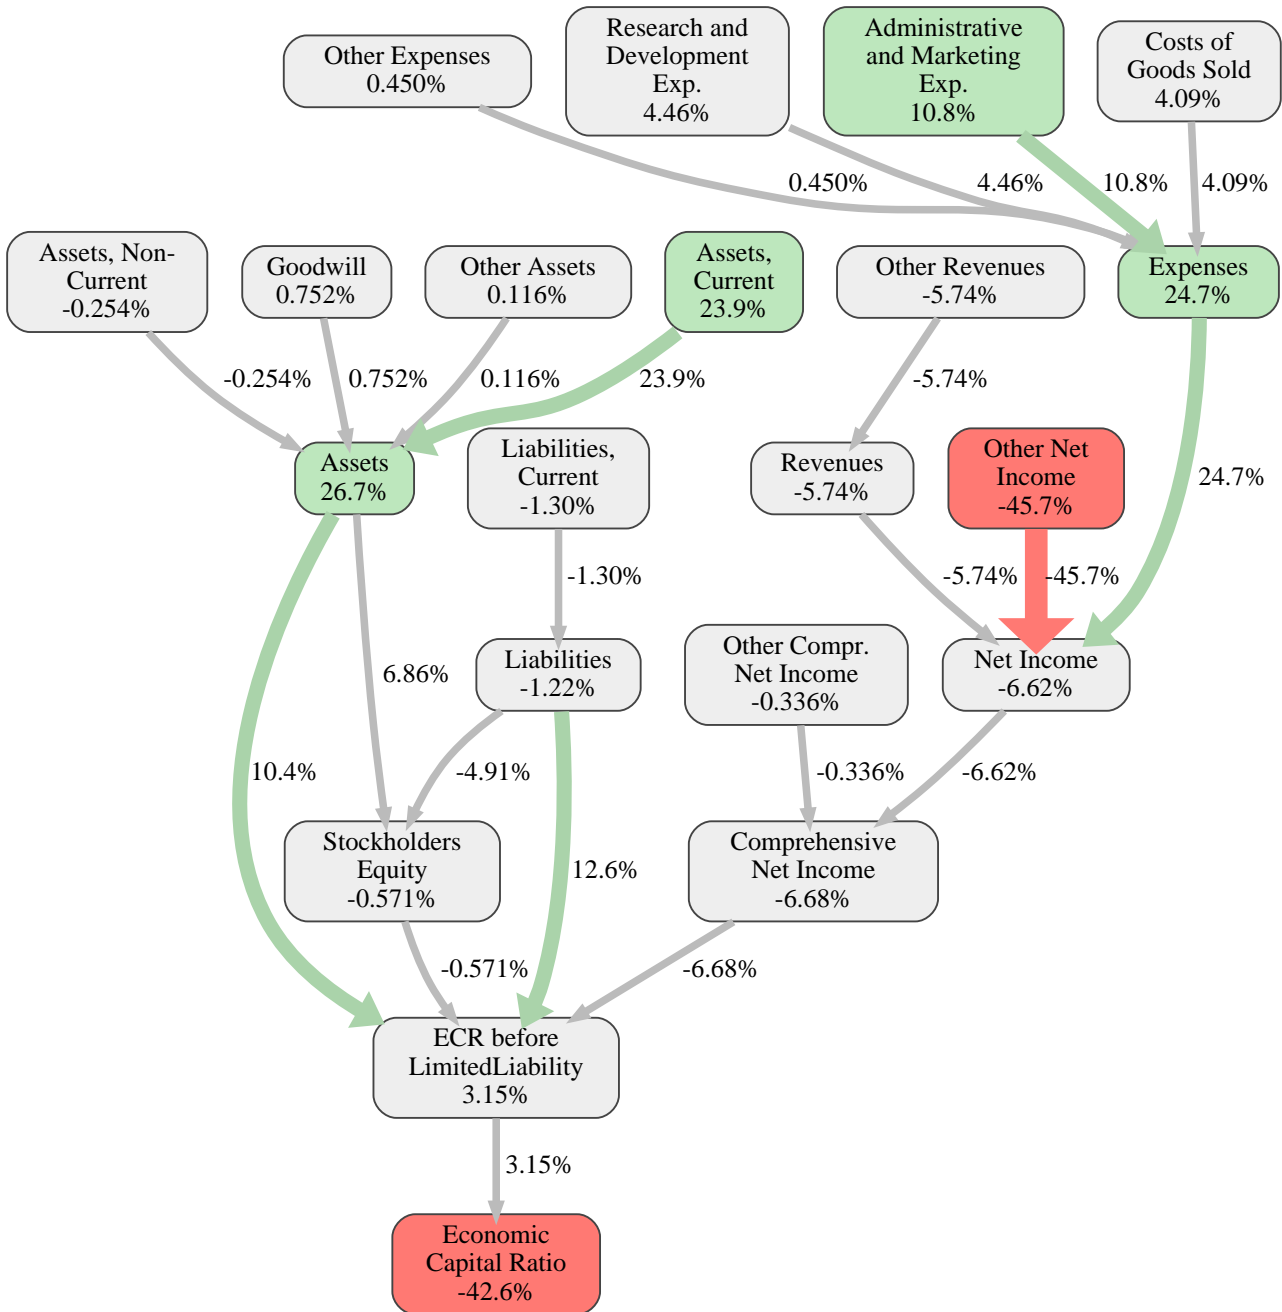 Other Expenses
0.450%
Research and
Development
Exp.
4.46%
Administrative
and Marketing
Exp.
10.8%
Costs of
Goods Sold
4.09%
0.450%
4.46%
10.8%
4.09%
Assets, Non-
Current
-0.254%
Goodwill
0.752%
Other Assets
0.116%
Assets,
Current
23.9%
Other Revenues
-5.74%
Expenses
24.7%
-0.254%
0.752%
0.116%
23.9%
-5.74%
Assets
26.7%
Liabilities,
Current
-1.30%
Revenues
-5.74%
Other Net
Income
-45.7%
24.7%
-1.30%
-5.74%
-45.7%
6.86%
Liabilities
-1.22%
Other Compr.
Net Income
-0.336%
Net Income
-6.62%
10.4%
-4.91%
-0.336%
-6.62%
Stockholders
Equity
-0.571%
12.6%
Comprehensive
Net Income
-6.68%
-0.571%
-6.68%
ECR before
LimitedLiability
3.15%
3.15%
Economic
Capital Ratio
-42.6%